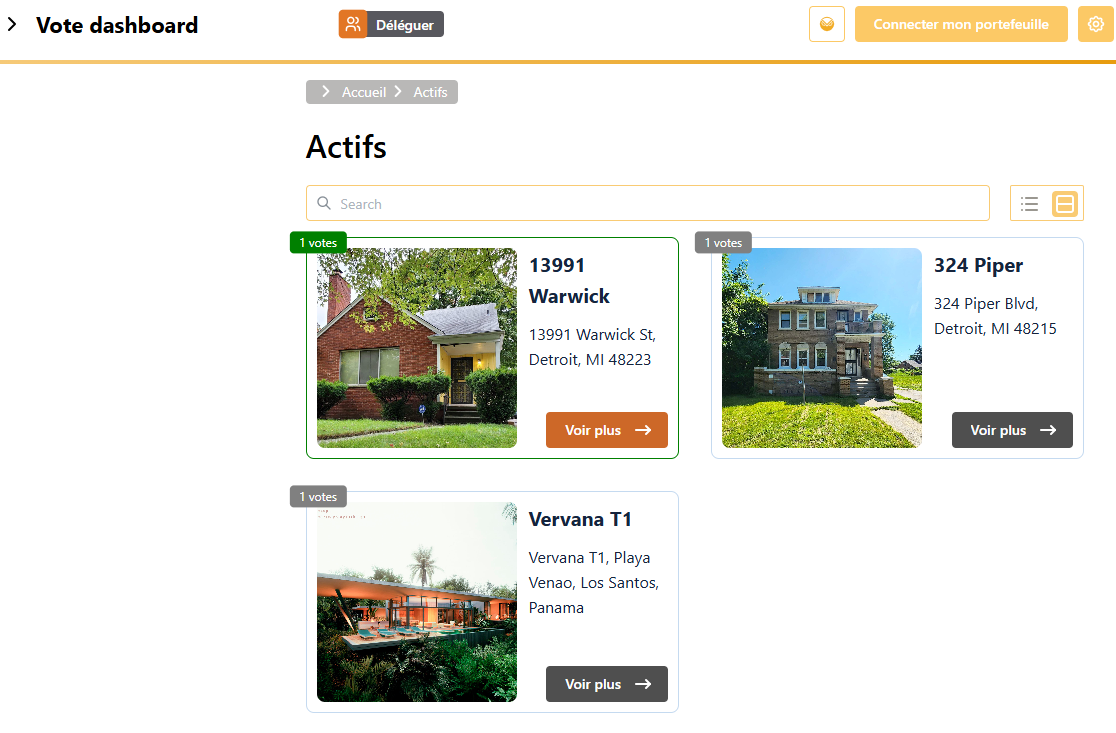 Vote dashboard
Déléguer
Connecter mon portefeuille
Accueil
Actifs
Actifs
Search
1 votes
13991
Warwick
13991 Warwick St,
Detroit, MI 48223
Voir plus
1 votes
324 Piper
324 Piper Blvd,
Detroit, MI 48215
Voir plus
1 votes
Vervana T1
Vervana T1, Playa
Venao, Los Santos,
Panama
Voir plus